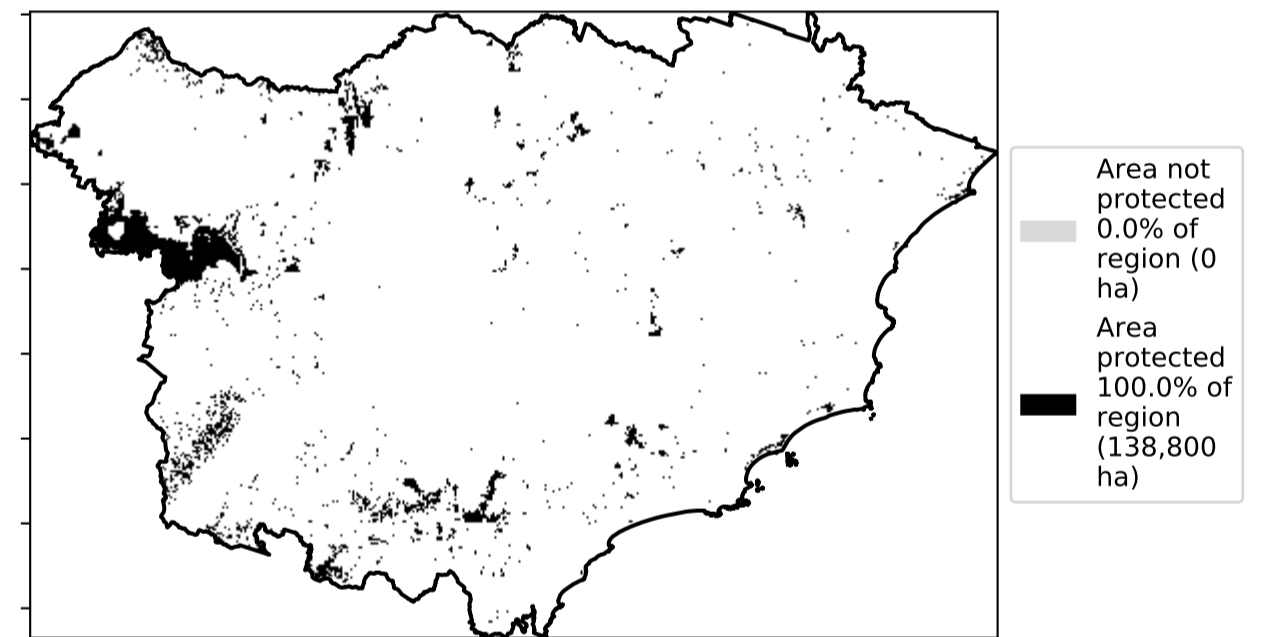 Area not
protected
0.0% of
region (0
ha)
Area
protected
100.0% of
region
(138,800
ha)